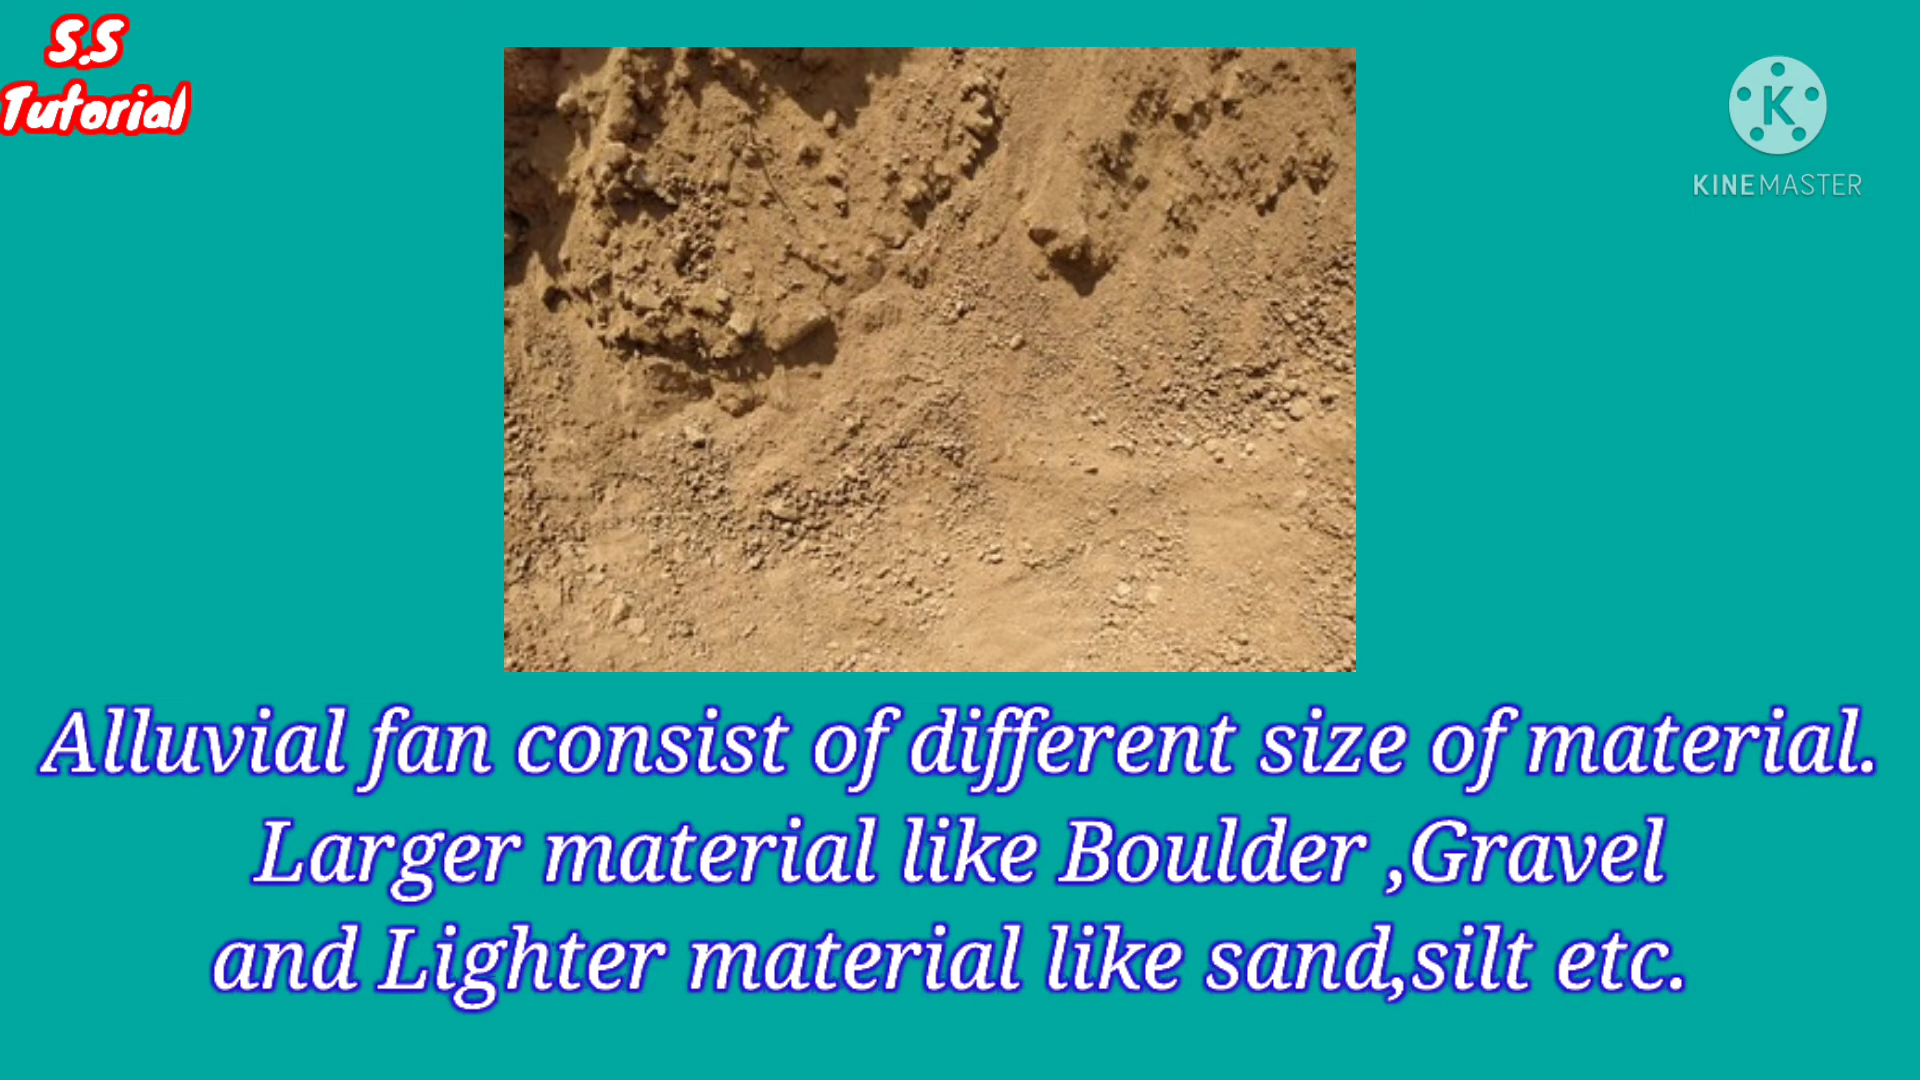 S.S
Tutorial
KINEMASTER
Alluvial fan consist of different size of material.
Larger material like Boulder ,Gravel
and Lighter material like sand,silt etc.